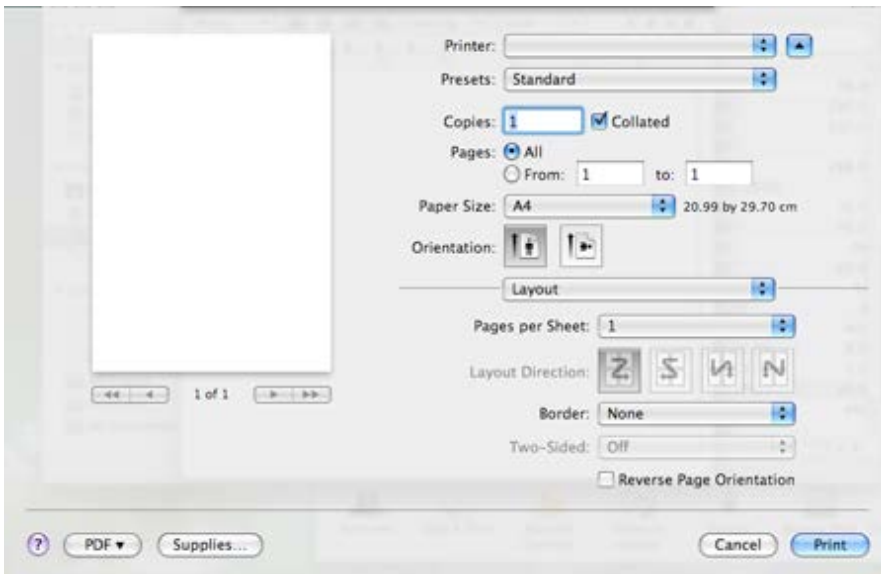 Printer:
Presets: Standard
Copies: 1 Collated
Pages: All
From: 1 to: 1
Paper Size: A4 20.99 by 29.70 cm
Orientation:
Layout
Pages per Sheet: 1
Layout Direction:
1 of 1
Border: None
Two-Sided: Off
Reverse Page Orientation
? PDF Supplies... Cancel Print